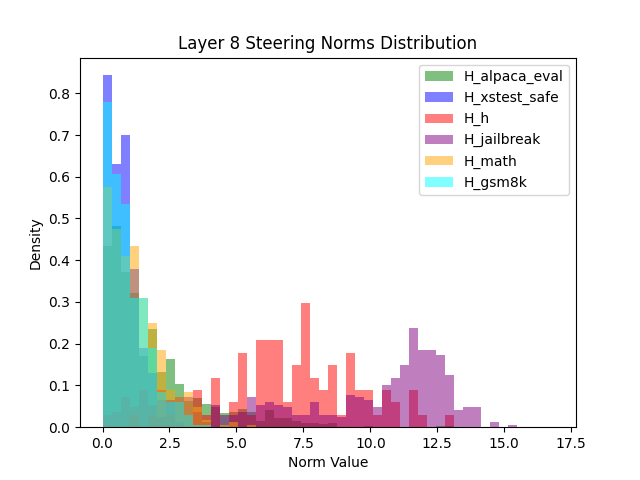 Layer 8 Steering Norms Distribution
H_alpaca_eval
H_xstest_safe
H_h
H_jailbreak
H_math
H_gsm8k
Density
0.8
0.7
0.6
0.5
0.4
0.3
0.2
0.1
0.0
0.0 2.5 5.0 7.5 10.0 12.5 15.0 17.5
Norm Value